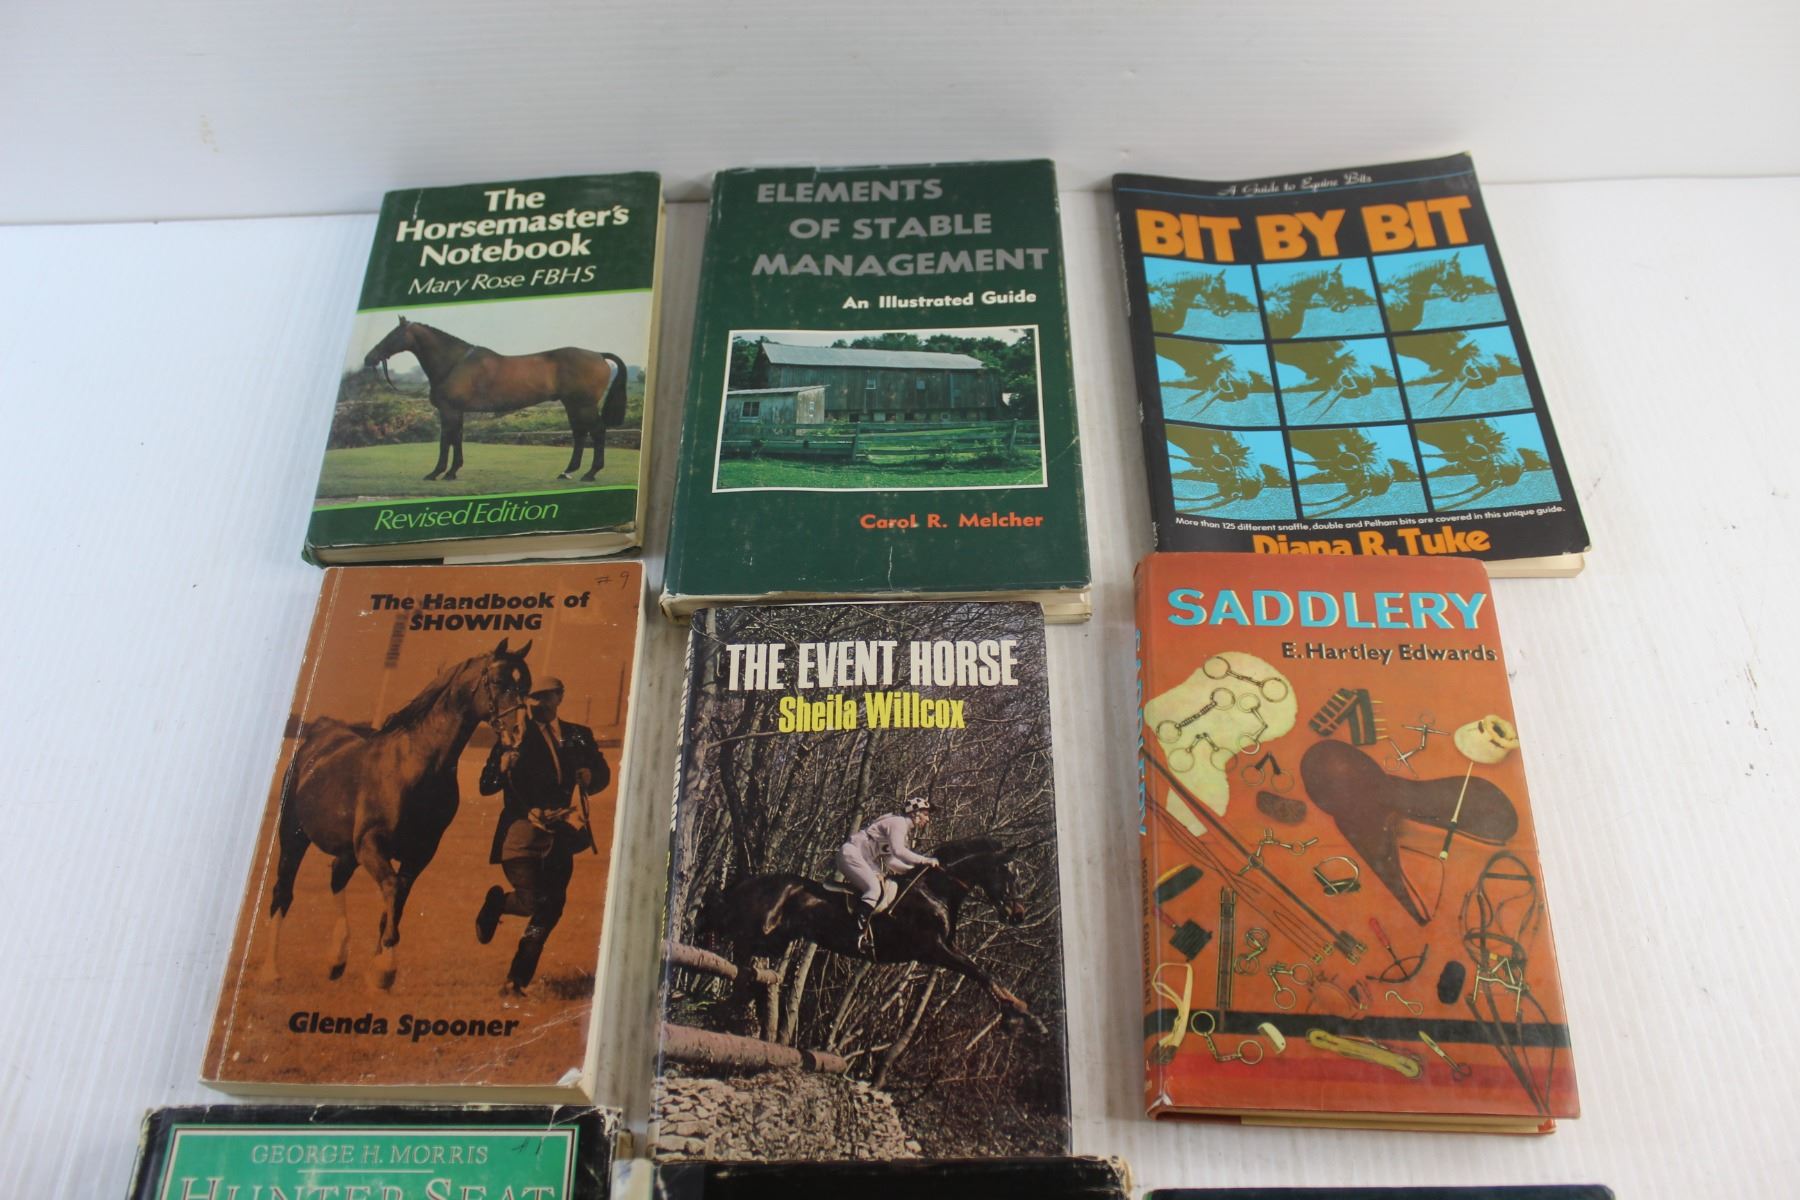 The
Horsemaster's
Notebook
Mary Rose FBHS
Revised Edition
ELEMENTS
OF STABLE
MANAGEMENT
An Illustrated Guide
Carol R. Melcher
A Guide to Equine Bits
BIT BY BIT
More than 125 different snaffle, double and Pelham bits are covered in this unique guide.
Diana R. Tuke
#9
The Handbook of
SHOWING
Glenda Spooner
THE EVENT HORSE
Sheila Willcox
SADDLERY
E. Hartley Edwards
GEORGE H. MORRIS
#1
HUNTER SEAT